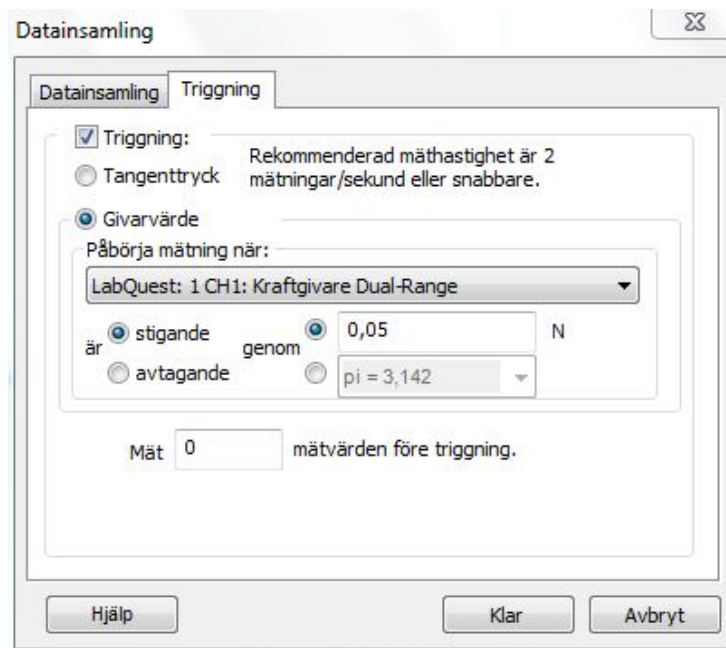 Datainsamling
Datainsamling Triggning
Triggning:
Tangenttryck
Rekommenderad mäthastighet är 2
mätningar/sekund eller snabbare.
Givarvärde
Påbörja mätning när:
LabQuest: 1 CH1: Kraftgivare Dual-Range
är stigande genom 0,05 N
avtagande pi = 3,142
Mät 0 mätvärden före triggning.
Hjälp Klar Avbryt